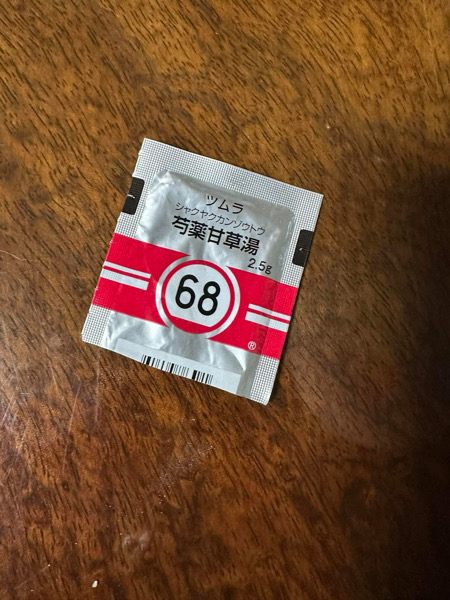 ツムラ
シャクヤクカンゾウトウ
芍薬甘草湯
2.5g
68
®